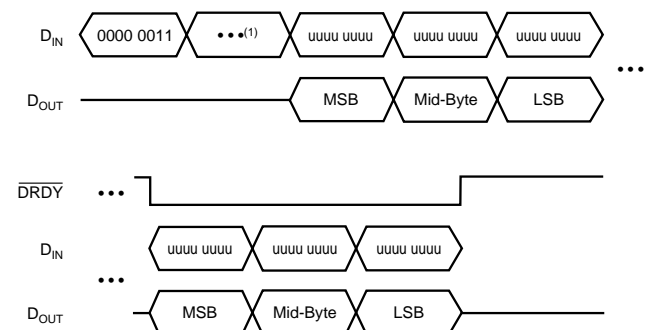 DIN 0000 0011 •••(1) uuuu uuuu uuuu uuuu uuuu uuuu
•••
DOUT MSB Mid-Byte LSB
DRDY •••
DIN uuuu uuuu uuuu uuuu uuuu uuuu
•••
DOUT MSB Mid-Byte LSB